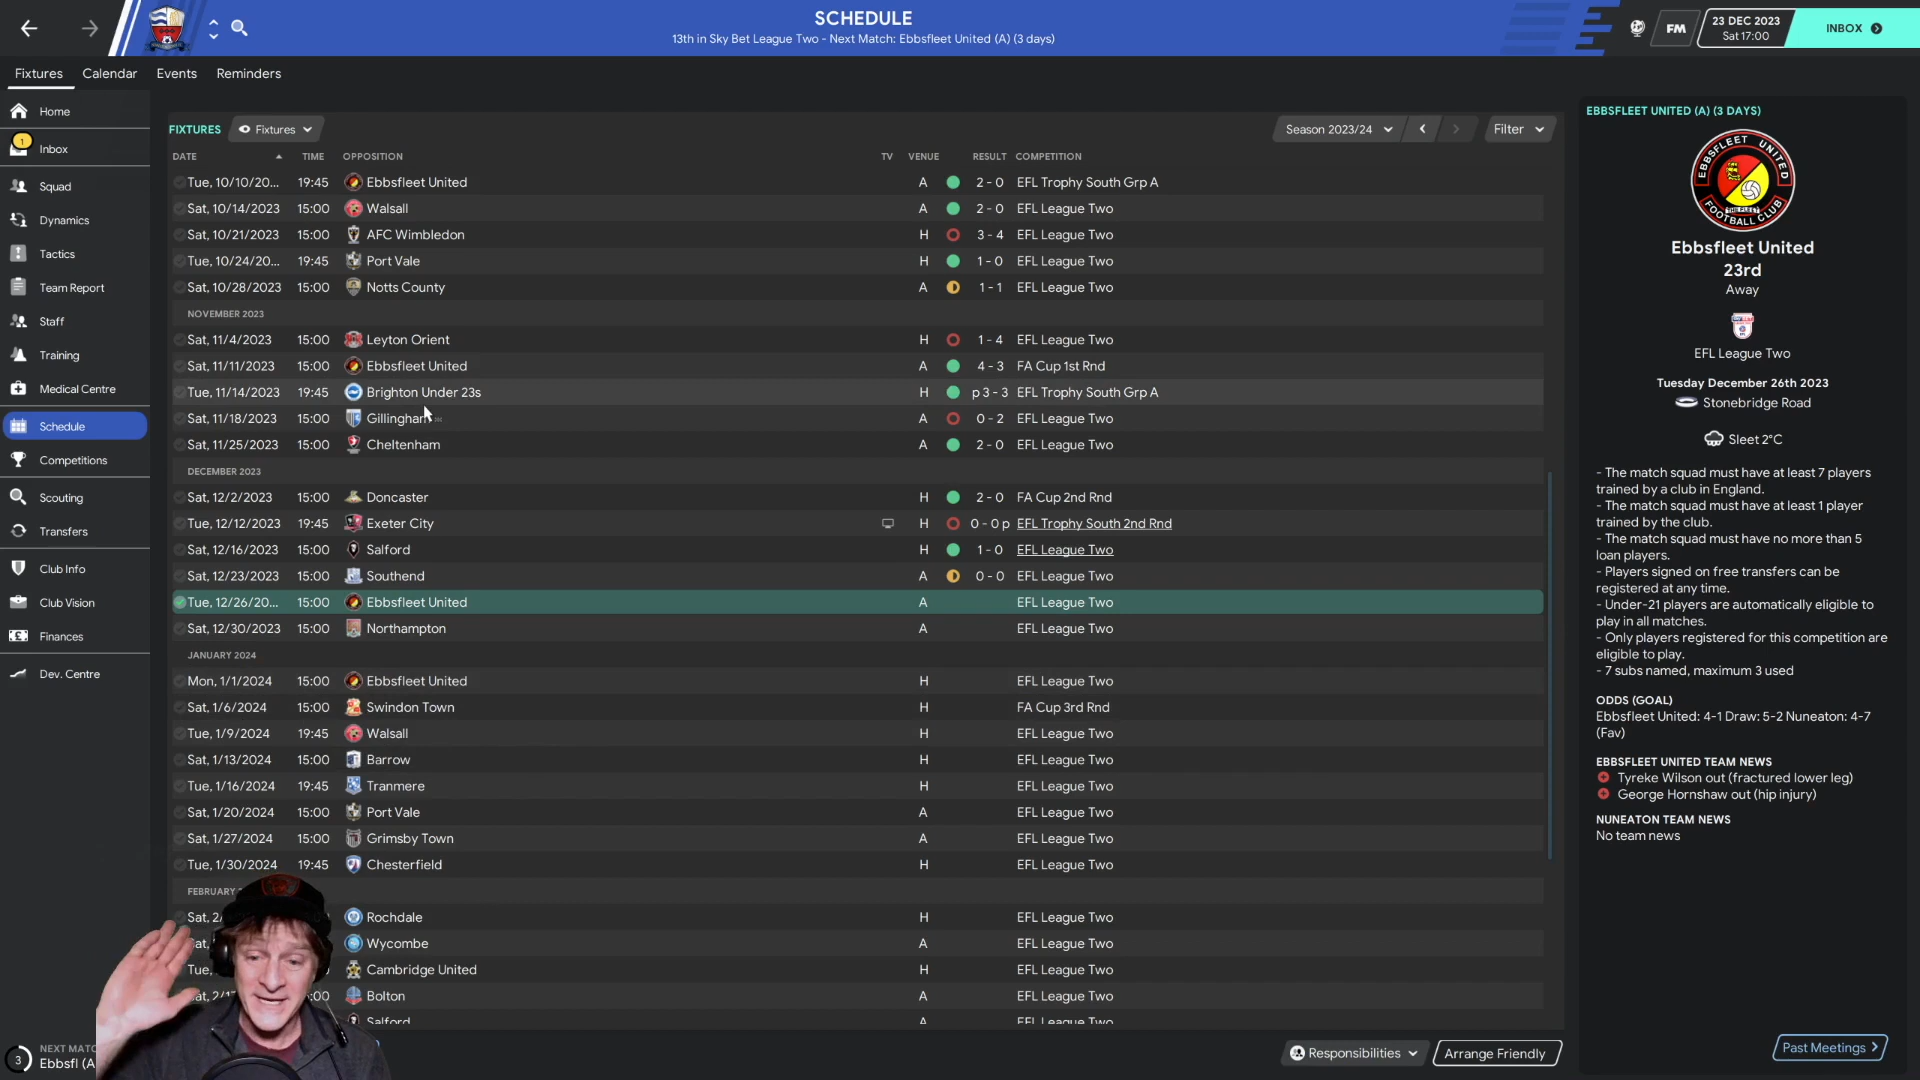 SCHEDULE
13th in Sky Bet League Two - Next Match: Ebbsfleet United (A) (3 days)
FM
23 DEC 2023
Sat 17:00
INBOX
Fixtures Calendar Events Reminders
Home
1
Inbox
Squad
Dynamics
Tactics
Team Report
Staff
Training
Medical Centre
Schedule
Competitions
Scouting
Transfers
Club Info
Club Vision
Finances
Dev. Centre
3
NEXT MATC
Ebbsfl (A
FIXTURES Fixtures Season 2023/24 Filter
DATE TIME OPPOSITION TV VENUE RESULT COMPETITION
Tue, 10/10/20... 19:45 Ebbsfleet United A 2 - 0 EFL Trophy South Grp A
Sat, 10/14/2023 15:00 Walsall A 2 - 0 EFL League Two
Sat, 10/21/2023 15:00 AFC Wimbledon H 3 - 4 EFL League Two
Tue, 10/24/20... 19:45 Port Vale H 1 - 0 EFL League Two
Sat, 10/28/2023 15:00 Notts County A 1 - 1 EFL League Two
NOVEMBER 2023
Sat, 11/4/2023 15:00 Leyton Orient H 1 - 4 EFL League Two
Sat, 11/11/2023 15:00 Ebbsfleet United A 4 - 3 FA Cup 1st Rnd
Tue, 11/14/2023 19:45 Brighton Under 23s H p 3 - 3 EFL Trophy South Grp A
Sat, 11/18/2023 15:00 Gillingham A 0 - 2 EFL League Two
Sat, 11/25/2023 15:00 Cheltenham A 2 - 0 EFL League Two
DECEMBER 2023
Sat, 12/2/2023 15:00 Doncaster H 2 - 0 FA Cup 2nd Rnd
Tue, 12/12/2023 19:45 Exeter City H 0 - 0 p EFL Trophy South 2nd Rnd
Sat, 12/16/2023 15:00 Salford H 1 - 0 EFL League Two
Sat, 12/23/2023 15:00 Southend A 0 - 0 EFL League Two
Tue, 12/26/20... 15:00 Ebbsfleet United A EFL League Two
Sat, 12/30/2023 15:00 Northampton A EFL League Two
JANUARY 2024
Mon, 1/1/2024 15:00 Ebbsfleet United H EFL League Two
Sat, 1/6/2024 15:00 Swindon Town H FA Cup 3rd Rnd
Tue, 1/9/2024 19:45 Walsall H EFL League Two
Sat, 1/13/2024 15:00 Barrow H EFL League Two
Tue, 1/16/2024 19:45 Tranmere H EFL League Two
Sat, 1/20/2024 15:00 Port Vale A EFL League Two
Sat, 1/27/2024 15:00 Grimsby Town A EFL League Two
Tue, 1/30/2024 19:45 Chesterfield H EFL League Two
FEBRUARY
Sat, 2/ Rochdale H EFL League Two
Sat, Wycombe A EFL League Two
Tue, Cambridge United H EFL League Two
Sat, 2/1 :00 Bolton A EFL League Two
Salford A EFL League Two
Responsibilities Arrange Friendly
EBBSFLEET UNITED (A) (3 DAYS)
EBBSFLEET UNITED
THE FLEET
FOOTBALL CLUB
Ebbsfleet United
23rd
Away
EFL League Two
Tuesday December 26th 2023
Stonebridge Road
Sleet 2°C
- The match squad must have at least 7 players
trained by a club in England.
- The match squad must have at least 1 player
trained by the club.
- The match squad must have no more than 5
loan players.
- Players signed on free transfers can be
registered at any time.
- Under-21 players are automatically eligible to
play in all matches.
- Only players registered for this competition are
eligible to play.
- 7 subs named, maximum 3 used
ODDS (GOAL)
Ebbsfleet United: 4-1 Draw: 5-2 Nuneaton: 4-7
(Fav)
EBBSFLEET UNITED TEAM NEWS
Tyreke Wilson out (fractured lower leg)
George Hornshaw out (hip injury)
NUNEATON TEAM NEWS
No team news
Past Meetings